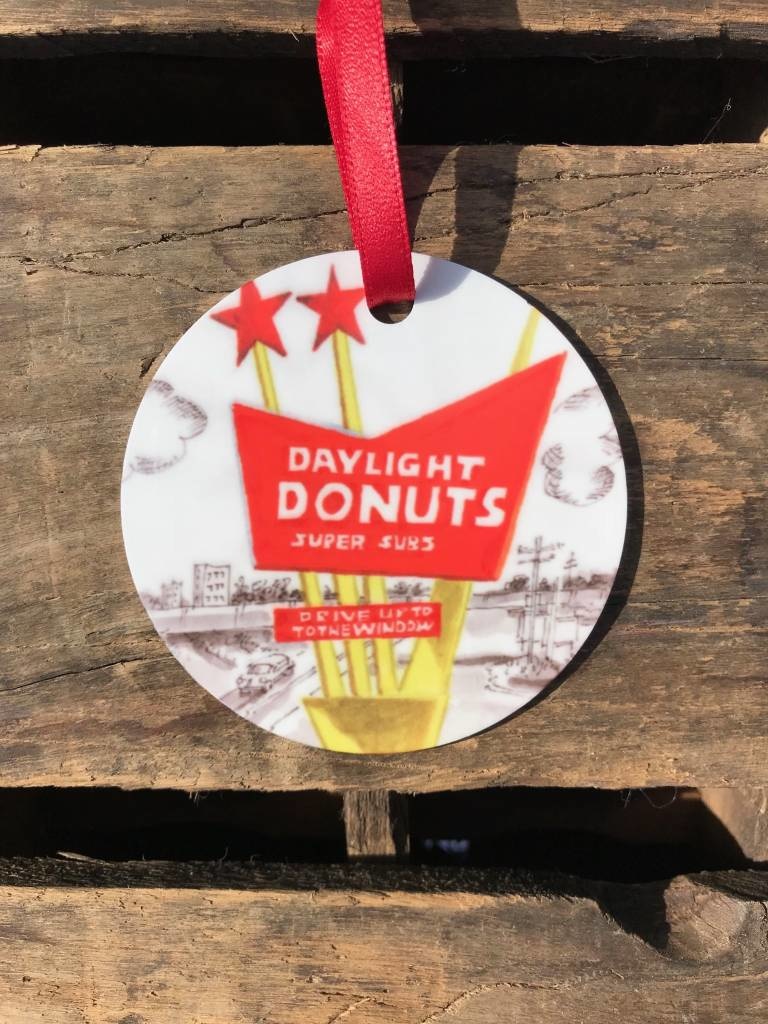 DAYLIGHT
DONUTS
SUPER SUBS
DRIVE UP TO
TO THE WINDOW